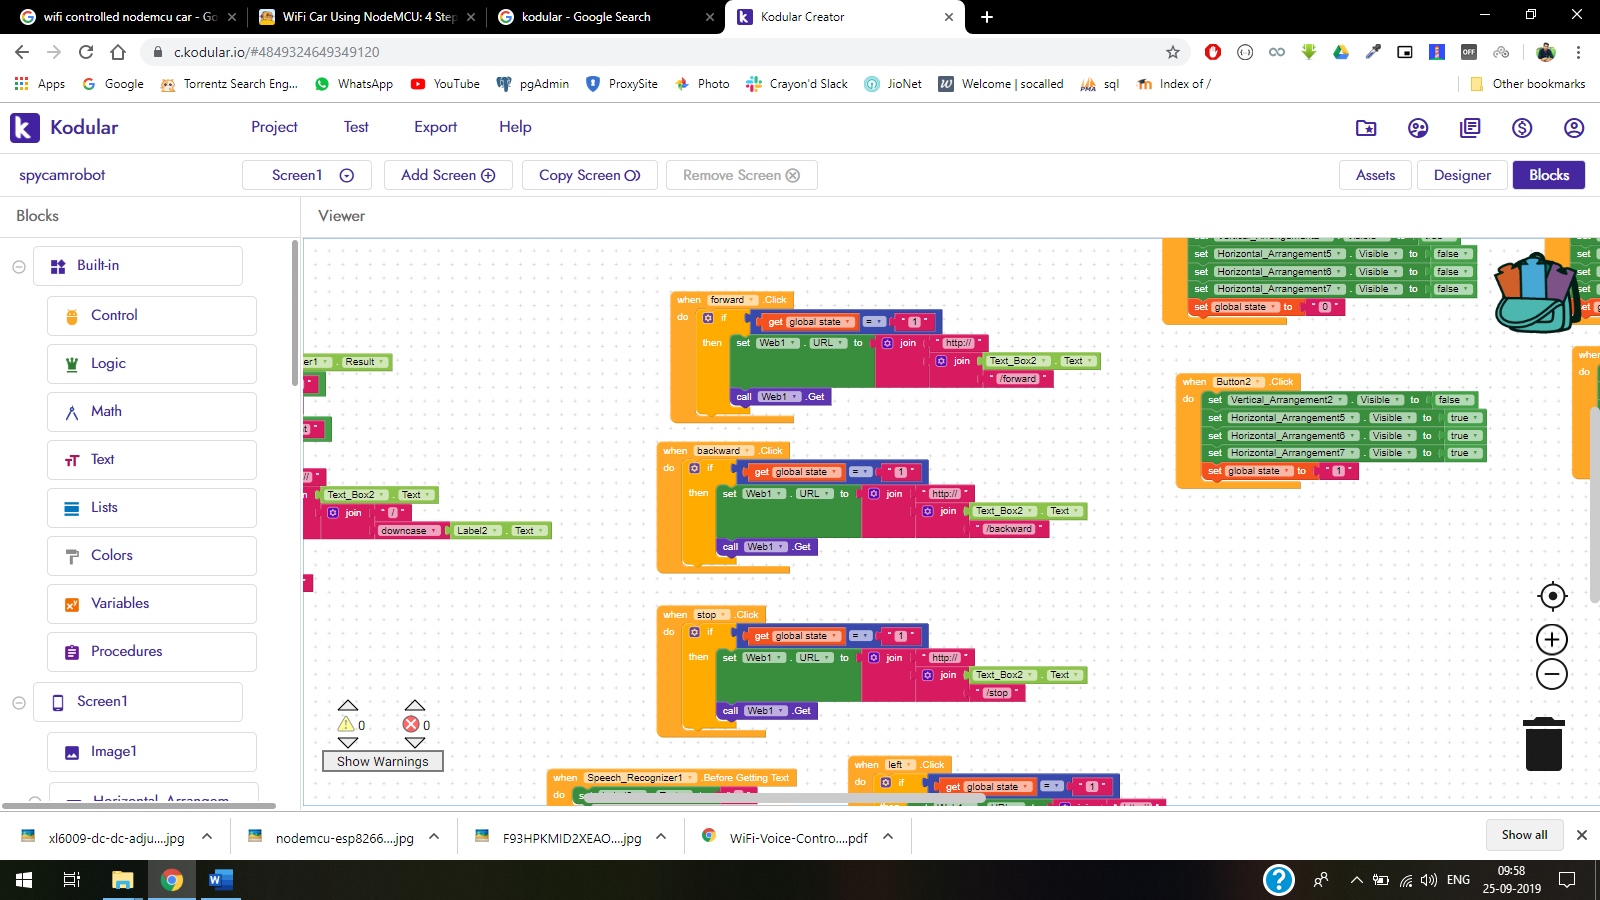 wifi controlled nodemcu car - Go
WiFi Car Using NodeMCU: 4 Step
kodular - Google Search
Kodular Creator
c.kodular.io/#4849324649349120
OFF
Apps
Google
Torrentz Search Eng...
WhatsApp
YouTube
pgAdmin
ProxySite
Photo
Crayon'd Slack
JioNet
Welcome | socalled
sql
Index of /
Other bookmarks
Kodular
Project
Test
Export
Help
spycamrobot
Screen1
Add Screen
Copy Screen
Remove Screen
Assets
Designer
Blocks
Blocks
Viewer
Built-in
Control
Logic
Math
Text
Lists
Colors
Variables
Procedures
Screen1
Image1
Horizontal_Arrangem
er1 . Result
Text_Box2 . Text
join " / "
downcase Label2 . Text
when forward .Click
do if get global state = " 1 "
then set Web1 . URL to join " http:// "
join Text_Box2 . Text
" /forward "
call Web1 .Get
when backward .Click
do if get global state = " 1 "
then set Web1 . URL to join " http:// "
join Text_Box2 . Text
" /backward "
call Web1 .Get
when stop .Click
do if get global state = " 1 "
then set Web1 . URL to join " http:// "
join Text_Box2 . Text
" /stop "
call Web1 .Get
when Speech_Recognizer1 .Before Getting Text
do
when left .Click
do if get global state = " 1 "
set Horizontal_Arrangement5 . Visible to false
set Horizontal_Arrangement6 . Visible to false
set Horizontal_Arrangement7 . Visible to false
set global state to " 0 "
when Button2 .Click
do set Vertical_Arrangement2 . Visible to false
set Horizontal_Arrangement5 . Visible to true
set Horizontal_Arrangement6 . Visible to true
set Horizontal_Arrangement7 . Visible to true
set global state to " 1 "
do
0
0
Show Warnings
xl6009-dc-dc-adju....jpg
nodemcu-esp8266....jpg
F93HPKMID2XEAO....jpg
WiFi-Voice-Contro....pdf
Show all
ENG
09:58
25-09-2019